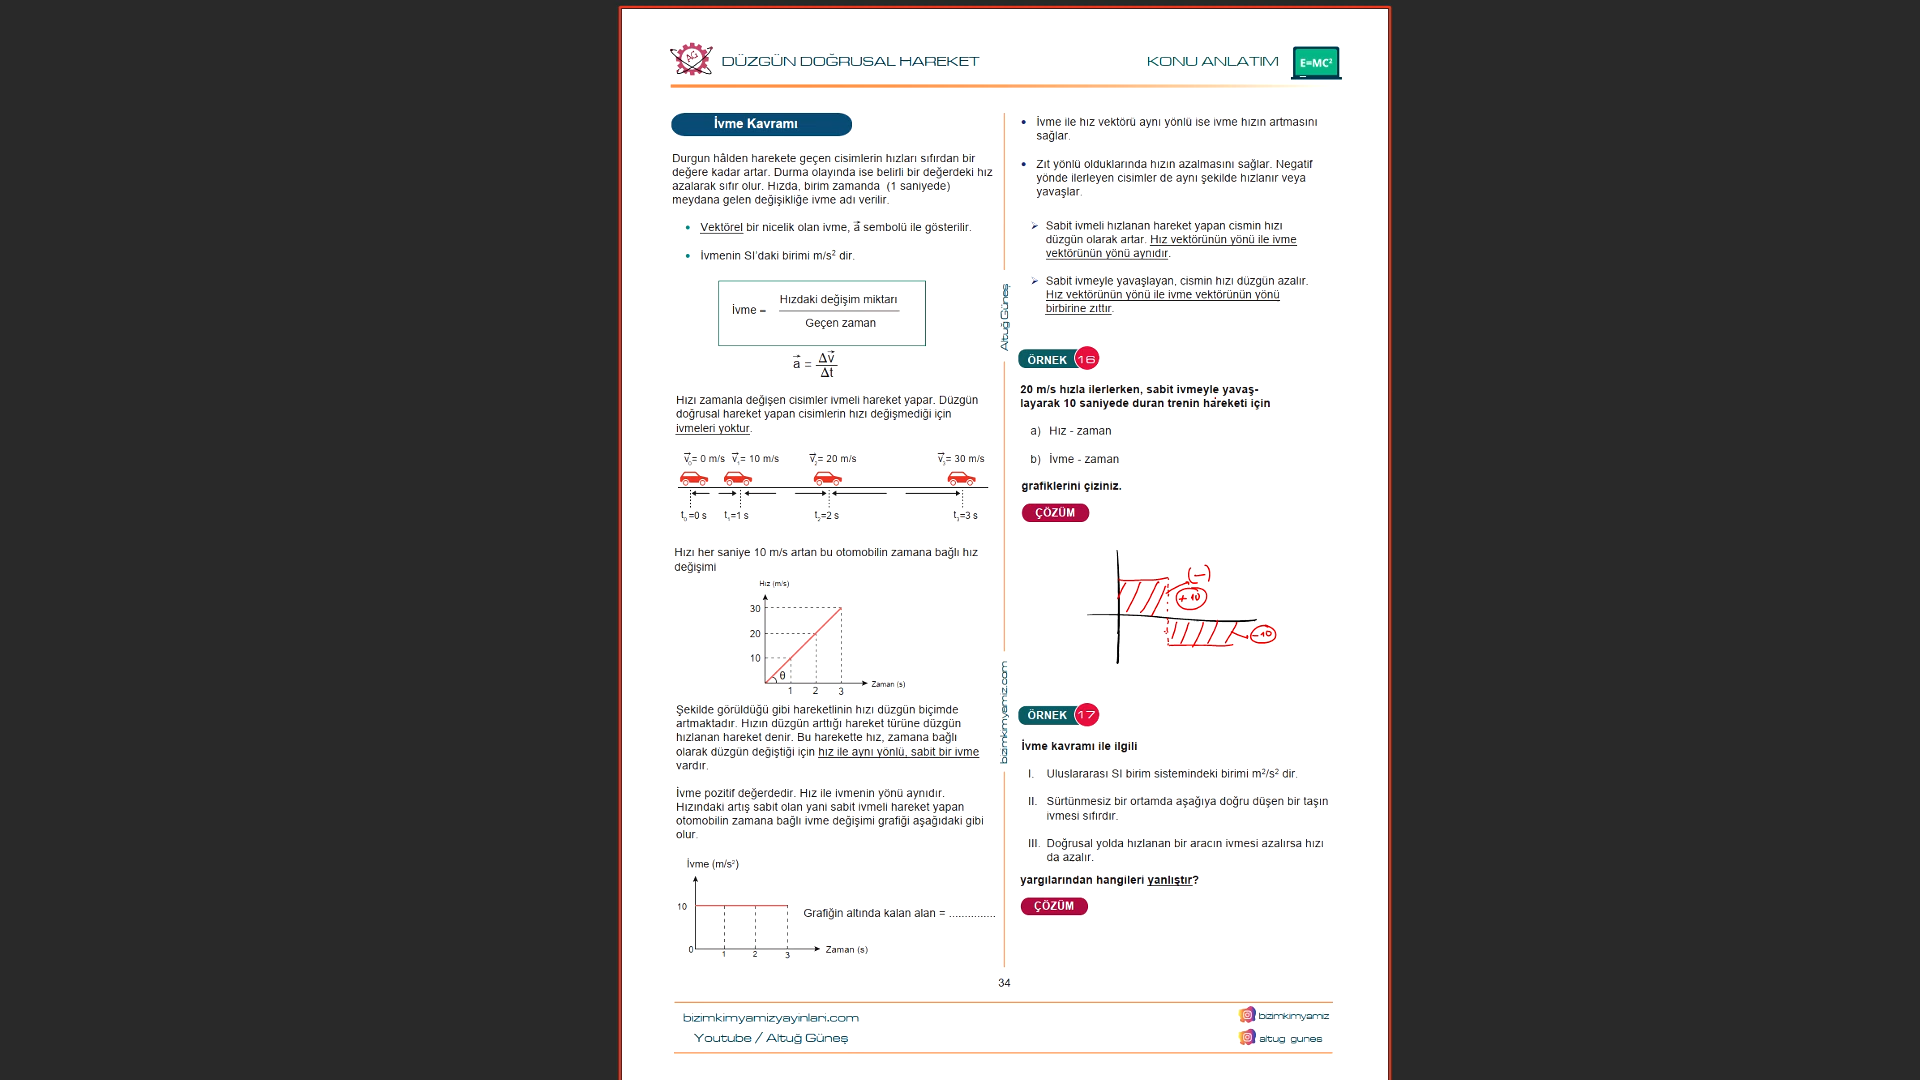 DÜZGÜN DOĞRUSAL HAREKET
KONU ANLATIM
E=MC²
AG
İvme Kavramı
Durgun hâlden harekete geçen cisimlerin hızları sıfırdan bir
değere kadar artar. Durma olayında ise belirli bir değerdeki hız
azalarak sıfır olur. Hızda, birim zamanda (1 saniyede)
meydana gelen değişikliğe ivme adı verilir.
• Vektörel bir nicelik olan ivme, a⃗ sembolü ile gösterilir.
• İvmenin SI'daki birimi m/s² dir.
İvme = Hızdaki değişim miktarı
Geçen zaman
a⃗ = Δv⃗
Δt
Hızı zamanla değişen cisimler ivmeli hareket yapar. Düzgün
doğrusal hareket yapan cisimlerin hızı değişmediği için
ivmeleri yoktur.
v⃗₀= 0 m/s v⃗₁= 10 m/s v⃗₂= 20 m/s v⃗₃= 30 m/s
t₀=0 s t₁=1 s t₂=2 s t₃=3 s
Hızı her saniye 10 m/s artan bu otomobilin zamana bağlı hız
değişimi
Hız (m/s)
30
20
10
θ
1 2 3
Zaman (s)
Şekilde görüldüğü gibi hareketlinin hızı düzgün biçimde
artmaktadır. Hızın düzgün arttığı hareket türüne düzgün
hızlanan hareket denir. Bu harekette hız, zamana bağlı
olarak düzgün değiştiği için hız ile aynı yönlü, sabit bir ivme
vardır.
İvme pozitif değerdedir. Hız ile ivmenin yönü aynıdır.
Hızındaki artış sabit olan yani sabit ivmeli hareket yapan
otomobilin zamana bağlı ivme değişimi grafiği aşağıdaki gibi
olur.
İvme (m/s²)
10
0
1 2 3
Zaman (s)
Grafiğin altında kalan alan = ...............
Altuğ Güneş
bizimkimyamiz.com
• İvme ile hız vektörü aynı yönlü ise ivme hızın artmasını
sağlar.
• Zıt yönlü olduklarında hızın azalmasını sağlar. Negatif
yönde ilerleyen cisimler de aynı şekilde hızlanır veya
yavaşlar.
➢ Sabit ivmeli hızlanan hareket yapan cismin hızı
düzgün olarak artar. Hız vektörünün yönü ile ivme
vektörünün yönü aynıdır.
➢ Sabit ivmeyle yavaşlayan, cismin hızı düzgün azalır.
Hız vektörünün yönü ile ivme vektörünün yönü
birbirine zıttır.
ÖRNEK 16
20 m/s hızla ilerlerken, sabit ivmeyle yavaş-
layarak 10 saniyede duran trenin hareketi için
a) Hız - zaman
b) İvme - zaman
grafiklerini çiziniz.
ÇÖZÜM
(-)
+10
-10
ÖRNEK 17
İvme kavramı ile ilgili
I. Uluslararası SI birim sistemindeki birimi m²/s² dir.
II. Sürtünmesiz bir ortamda aşağıya doğru düşen bir taşın
ivmesi sıfırdır.
III. Doğrusal yolda hızlanan bir aracın ivmesi azalırsa hızı
da azalır.
yargılarından hangileri yanlıştır?
ÇÖZÜM
34
bizimkimyamizyayinlari.com
Youtube / Altuğ Güneş
bizimkimyamiz
altug gunes